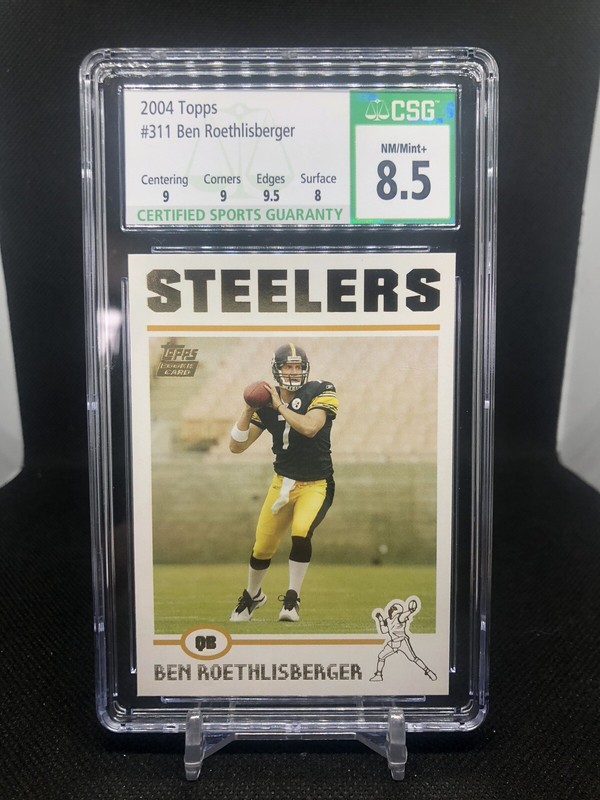 2004 Topps
#311 Ben Roethlisberger
CSG™
NM/Mint+
8.5
Centering Corners Edges Surface
9 9 9.5 8
CERTIFIED SPORTS GUARANTY
STEELERS
TOPPS
ROOKIE
CARD
7
QB
BEN ROETHLISBERGER